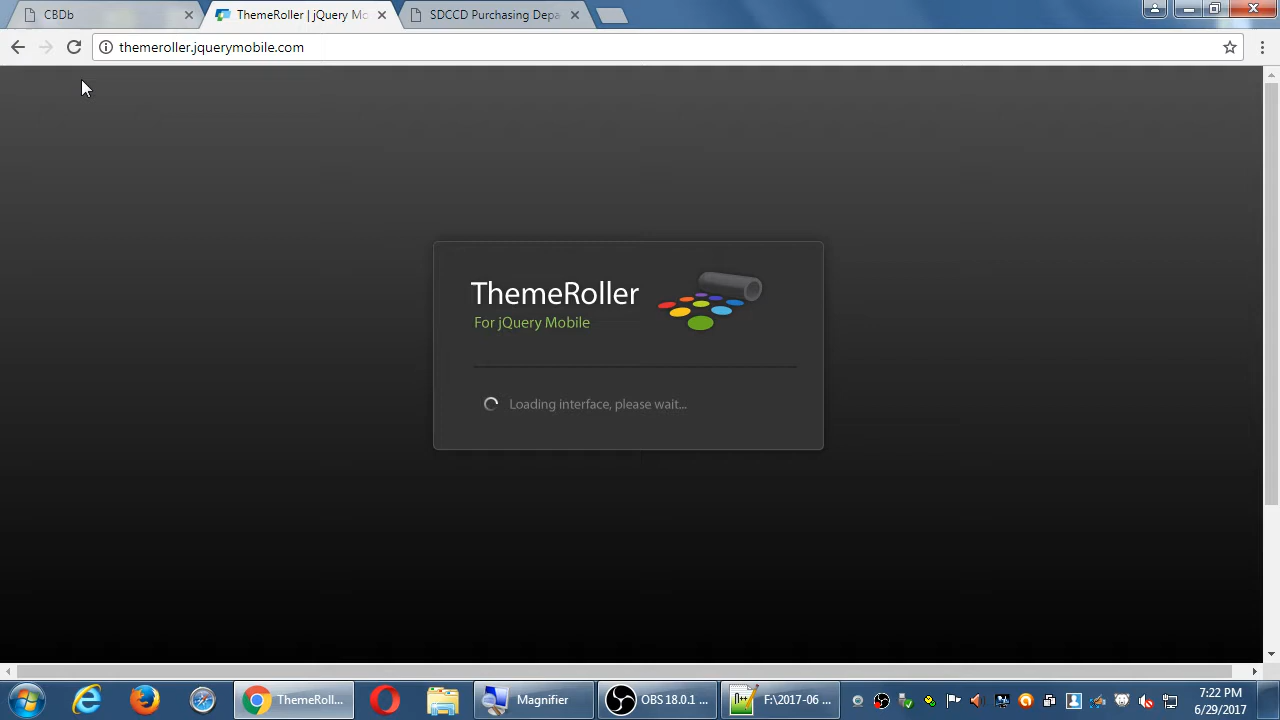 CBDb
ThemeRoller | jQuery Mo
SDCCD Purchasing Depa
themeroller.jquerymobile.com
ThemeRoller
For jQuery Mobile
Loading interface, please wait...
ThemeRoll...
Magnifier
OBS 18.0.1 ...
F:\2017-06 ...
7:22 PM
6/29/2017